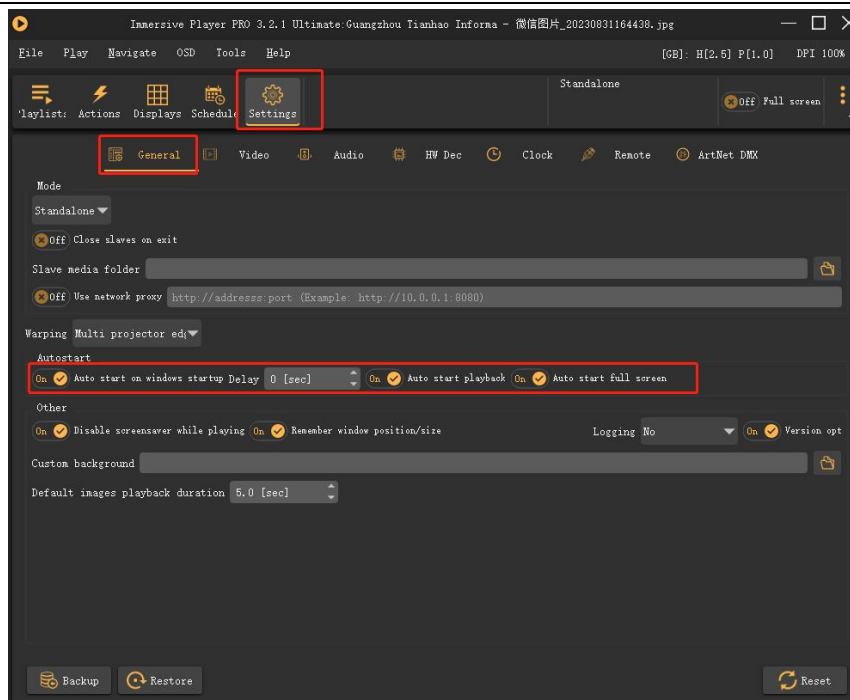 Immersive Player PRO 3.2.1 Ultimate:Guangzhou Tianhao Informa - 微信图片_20230831164438.jpg
File Play Navigate OSD Tools Help [GB]: H[2.5] P[1.0] DPI 100%
Standalone
'laylist: Actions Displays Schedule Settings Off Full screen
General Video Audio HW Dec Clock Remote ArtNet DMX
Mode
Standalone
Off Close slaves on exit
Slave media folder
Off Use network proxy http://addresss:port (Example: http://10.0.0.1:8080)
Warping Multi projector ed
Autostart
On Auto start on windows startup Delay 0 [sec] On Auto start playback On Auto start full screen
Other
On Disable screensaver while playing On Remember window position/size Logging No On Version opt
Custom background
Default images playback duration 5.0 [sec]
Backup Restore Reset